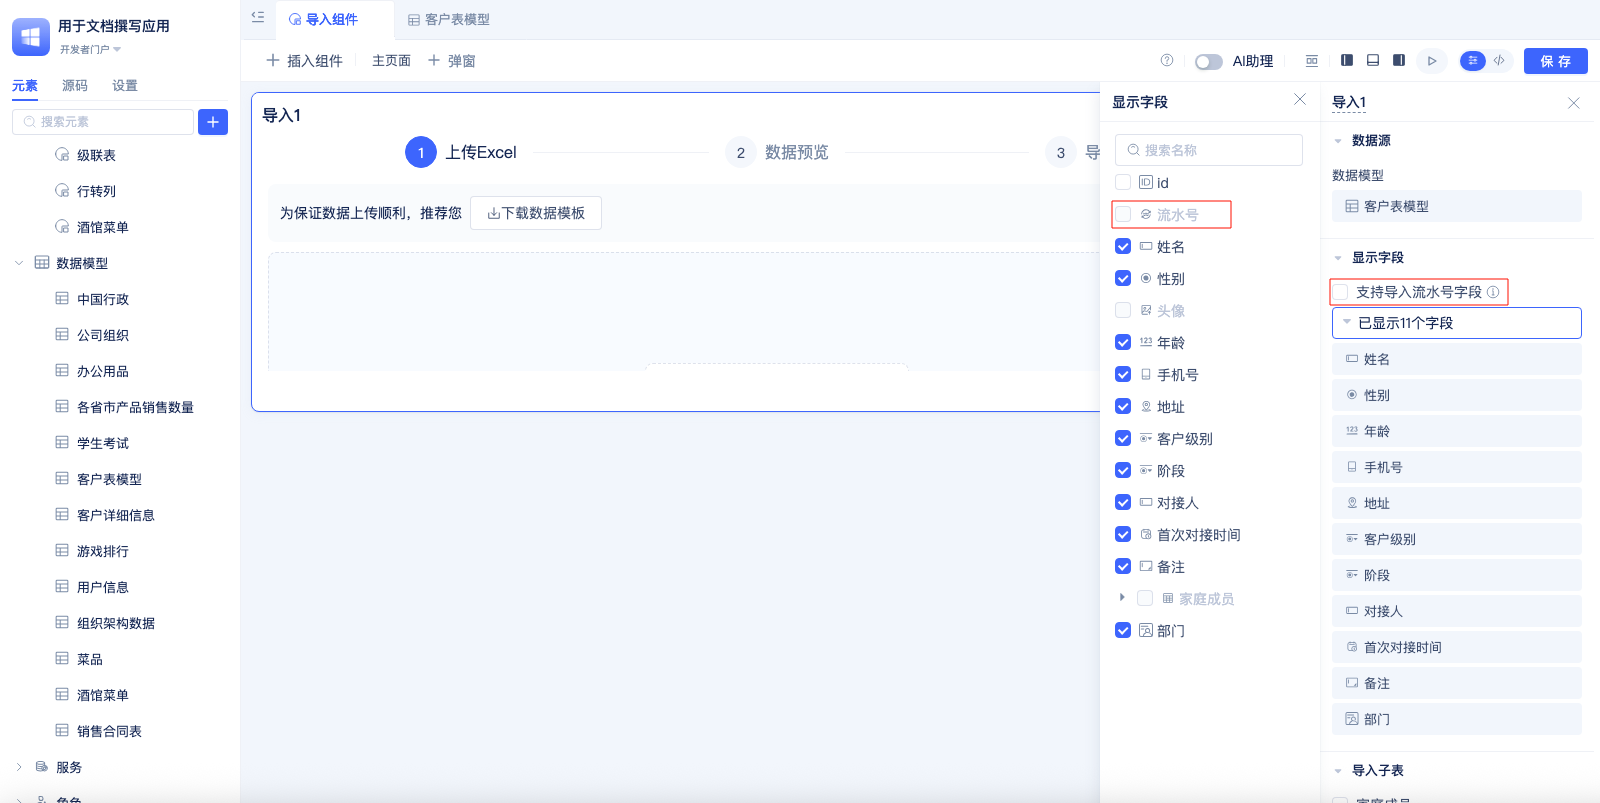 用于文档撰写应用
开发者门户
元素 源码 设置
搜索元素
级联表
行转列
酒馆菜单
数据模型
中国行政
公司组织
办公用品
各省市产品销售数量
学生考试
客户表模型
客户详细信息
游戏排行
用户信息
组织架构数据
菜品
酒馆菜单
销售合同表
服务
角色
导入组件 客户表模型
插入组件 主页面 弹窗
AI助理
保存
导入1
1 上传Excel
2 数据预览
3 导
为保证数据上传顺利，推荐您 下载数据模板
显示字段
搜索名称
id
流水号
姓名
性别
头像
123 年龄
手机号
地址
客户级别
阶段
对接人
首次对接时间
备注
家庭成员
部门
导入1
数据源
数据模型
客户表模型
显示字段
支持导入流水号字段
已显示11个字段
姓名
性别
123 年龄
手机号
地址
客户级别
阶段
对接人
首次对接时间
备注
部门
导入子表
家庭成员